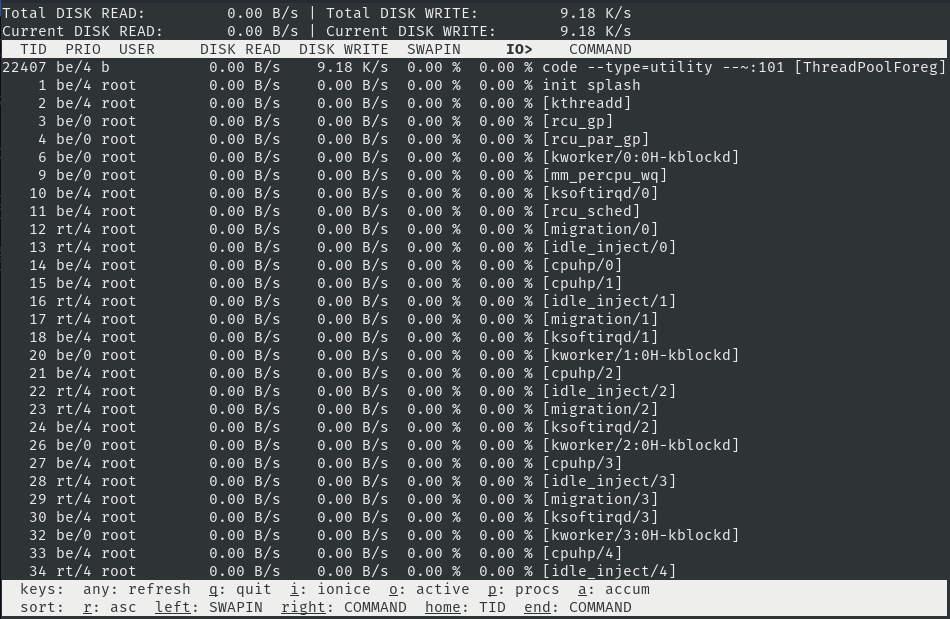 Total DISK READ:         0.00 B/s | Total DISK WRITE:         9.18 K/s
Current DISK READ:       0.00 B/s | Current DISK WRITE:       9.18 K/s
  TID  PRIO  USER     DISK READ  DISK WRITE  SWAPIN     IO>    COMMAND
22407 be/4 b           0.00 B/s    9.18 K/s  0.00 %  0.00 % code --type=utility ---~:101 [ThreadPoolForeg]
    1 be/4 root        0.00 B/s    0.00 B/s  0.00 %  0.00 % init splash
    2 be/4 root        0.00 B/s    0.00 B/s  0.00 %  0.00 % [kthreadd]
    3 be/0 root        0.00 B/s    0.00 B/s  0.00 %  0.00 % [rcu_gp]
    4 be/0 root        0.00 B/s    0.00 B/s  0.00 %  0.00 % [rcu_par_gp]
    6 be/0 root        0.00 B/s    0.00 B/s  0.00 %  0.00 % [kworker/0:0H-kblockd]
    9 be/0 root        0.00 B/s    0.00 B/s  0.00 %  0.00 % [mm_percpu_wq]
   10 be/4 root        0.00 B/s    0.00 B/s  0.00 %  0.00 % [ksoftirqd/0]
   11 be/4 root        0.00 B/s    0.00 B/s  0.00 %  0.00 % [rcu_sched]
   12 rt/4 root        0.00 B/s    0.00 B/s  0.00 %  0.00 % [migration/0]
   13 rt/4 root        0.00 B/s    0.00 B/s  0.00 %  0.00 % [idle_inject/0]
   14 be/4 root        0.00 B/s    0.00 B/s  0.00 %  0.00 % [cpuhp/0]
   15 be/4 root        0.00 B/s    0.00 B/s  0.00 %  0.00 % [cpuhp/1]
   16 rt/4 root        0.00 B/s    0.00 B/s  0.00 %  0.00 % [idle_inject/1]
   17 rt/4 root        0.00 B/s    0.00 B/s  0.00 %  0.00 % [migration/1]
   18 be/4 root        0.00 B/s    0.00 B/s  0.00 %  0.00 % [ksoftirqd/1]
   20 be/0 root        0.00 B/s    0.00 B/s  0.00 %  0.00 % [kworker/1:0H-kblockd]
   21 be/4 root        0.00 B/s    0.00 B/s  0.00 %  0.00 % [cpuhp/2]
   22 rt/4 root        0.00 B/s    0.00 B/s  0.00 %  0.00 % [idle_inject/2]
   23 rt/4 root        0.00 B/s    0.00 B/s  0.00 %  0.00 % [migration/2]
   24 be/4 root        0.00 B/s    0.00 B/s  0.00 %  0.00 % [ksoftirqd/2]
   26 be/0 root        0.00 B/s    0.00 B/s  0.00 %  0.00 % [kworker/2:0H-kblockd]
   27 be/4 root        0.00 B/s    0.00 B/s  0.00 %  0.00 % [cpuhp/3]
   28 rt/4 root        0.00 B/s    0.00 B/s  0.00 %  0.00 % [idle_inject/3]
   29 rt/4 root        0.00 B/s    0.00 B/s  0.00 %  0.00 % [migration/3]
   30 be/4 root        0.00 B/s    0.00 B/s  0.00 %  0.00 % [ksoftirqd/3]
   32 be/0 root        0.00 B/s    0.00 B/s  0.00 %  0.00 % [kworker/3:0H-kblockd]
   33 be/4 root        0.00 B/s    0.00 B/s  0.00 %  0.00 % [cpuhp/4]
   34 rt/4 root        0.00 B/s    0.00 B/s  0.00 %  0.00 % [idle_inject/4]
  keys:  any: refresh  q: quit  i: ionice  o: active  p: procs  a: accum
  sort:  r: asc  left: SWAPIN  right: COMMAND  home: TID  end: COMMAND